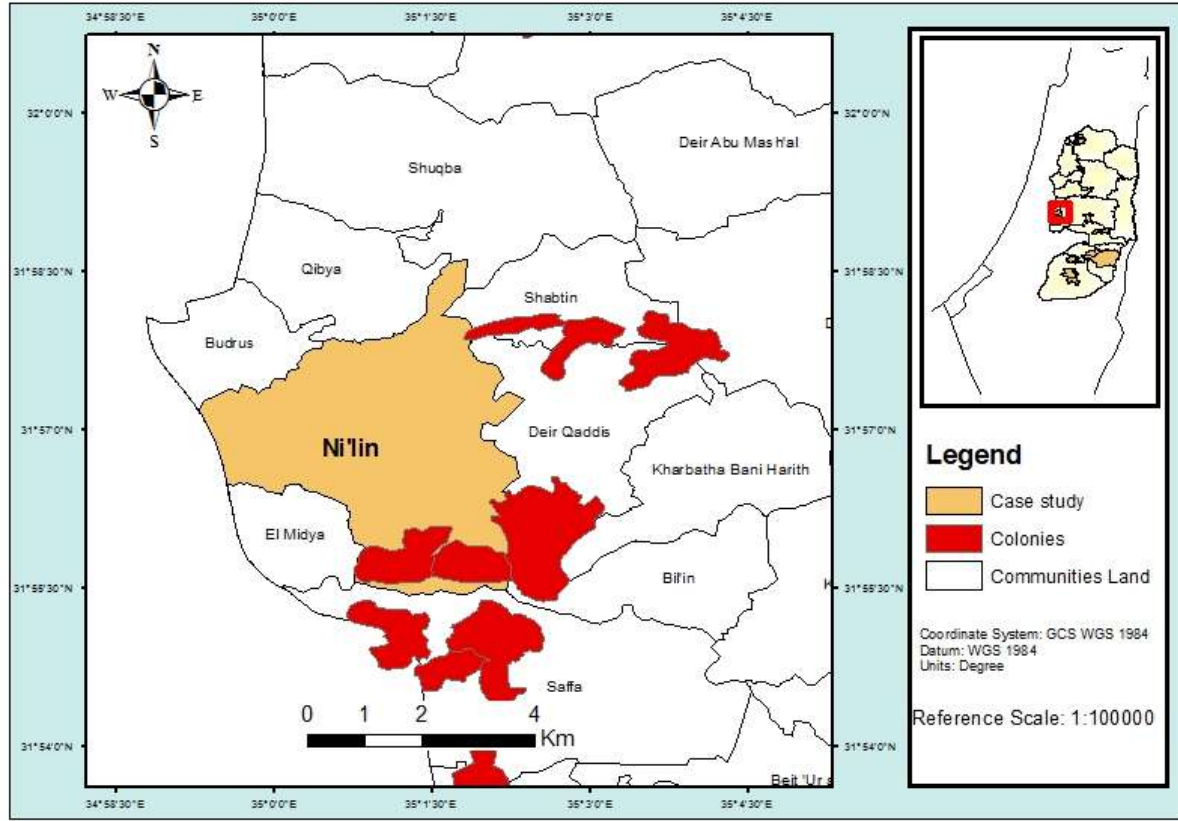 34°58'30"E 35°0'0"E 35°1'30"E 35°3'0"E 35°4'30"E
N
W E
S
32°0'0"N 32°0'0"N
Deir Abu Mash'al
Shuqba
31°58'30"N 31°58'30"N
Qibya
Shabtin
Budrus
31°57'0"N 31°57'0"N
Ni'lin
Deir Qaddis
Kharbatha Bani Harith
El Midya
Bil'in
31°55'30"N 31°55'30"N
Saffa
0 1 2 4
Km
31°54'0"N 31°54'0"N
Beit 'Ur
34°58'30"E 35°0'0"E 35°1'30"E 35°3'0"E 35°4'30"E
Legend
Case study
Colonies
Communities Land
Coordinate System: GCS WGS 1984
Datum: WGS 1984
Units: Degree
Reference Scale: 1:100000